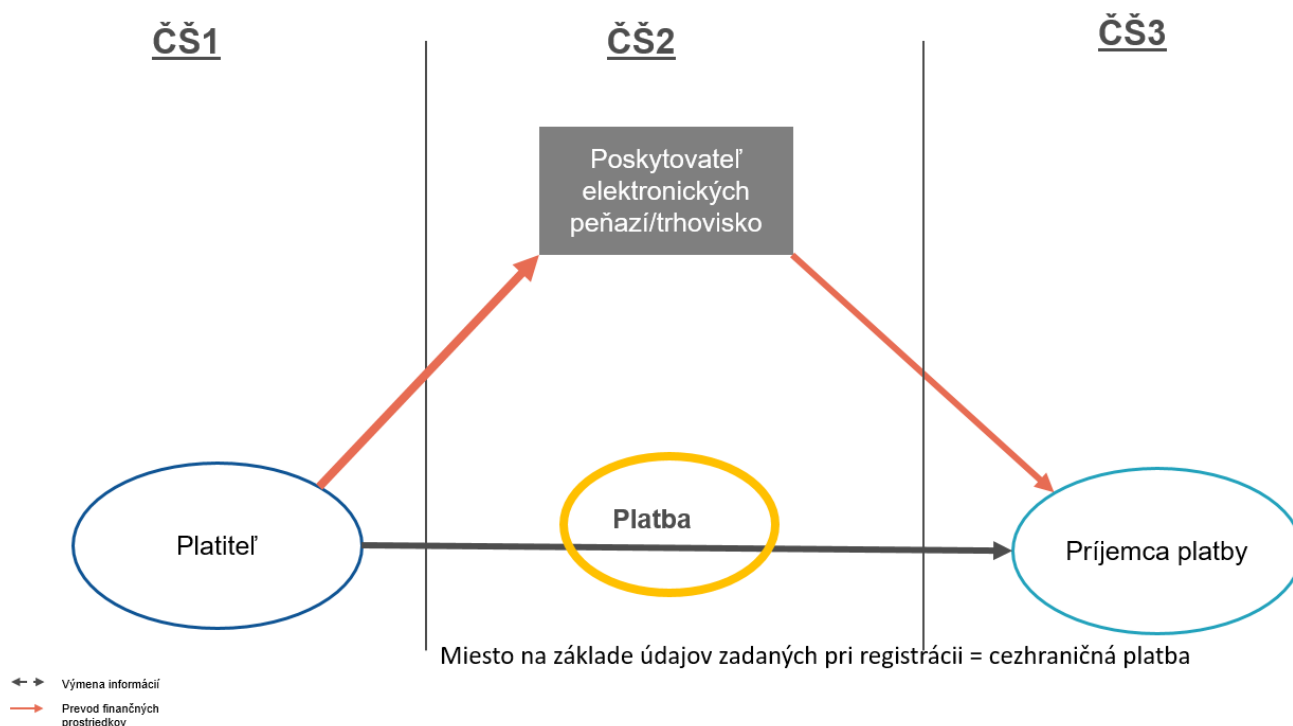 ČŠ1
ČŠ2
ČŠ3
Poskytovateľ
elektronických
peňazí/trhovisko
Platba
Platiteľ
Príjemca platby
Miesto na základe údajov zadaných pri registrácii = cezhraničná platba
Výmena informácií
Prevod finančných
prostriedkov